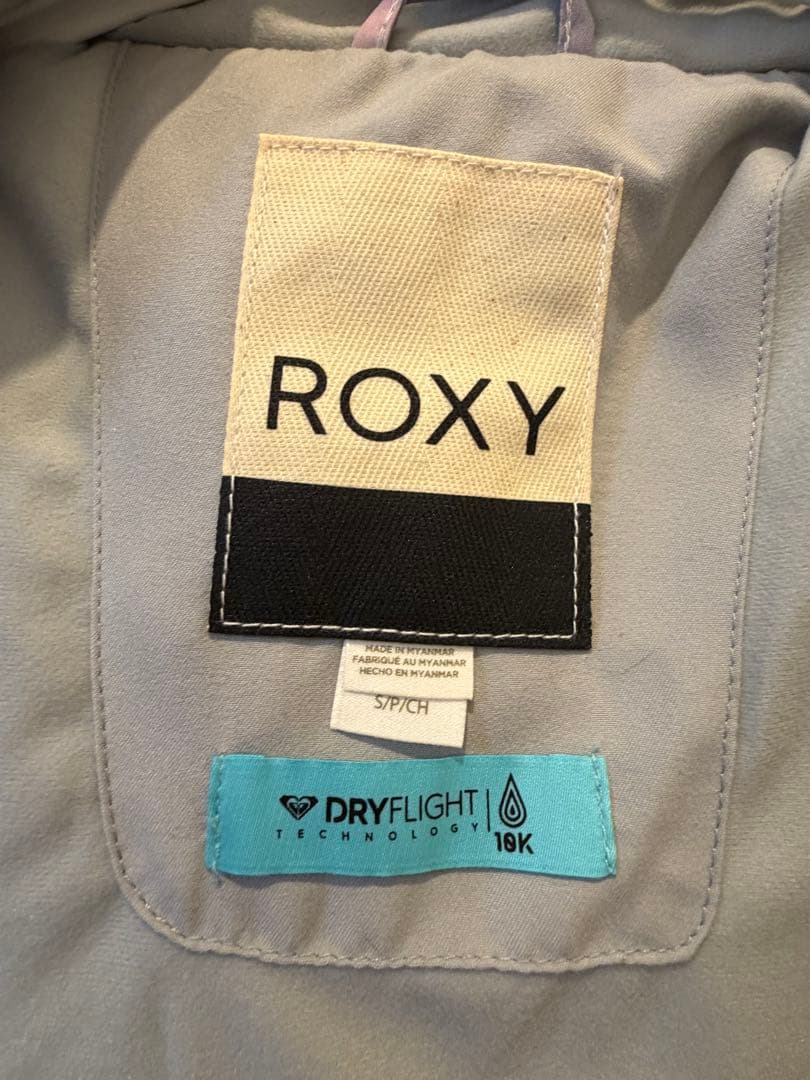 ROXY
MADE IN MYANMAR
FABRIQUÉ AU MYANMAR
HECHO EN MYANMAR
S/P/CH
DRYFLIGHT
TECHNOLOGY
10K